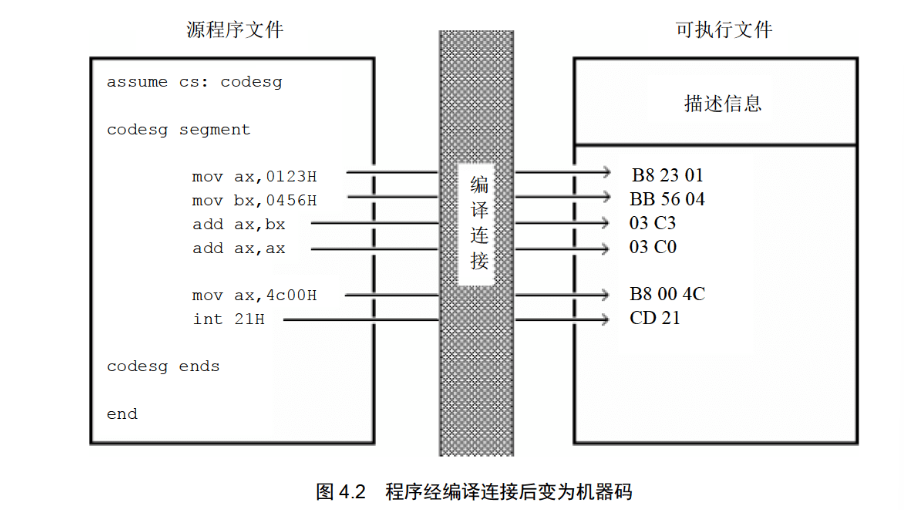 源程序文件
可执行文件
assume cs: codesg
描述信息
codesg segment
mov ax,0123H
B8 23 01
mov bx,0456H
BB 56 04
add ax,bx
03 C3
add ax,ax
03 C0
编译连接
mov ax,4c00H
B8 00 4C
int 21H
CD 21
codesg ends
end
图 4.2 程序经编译连接后变为机器码